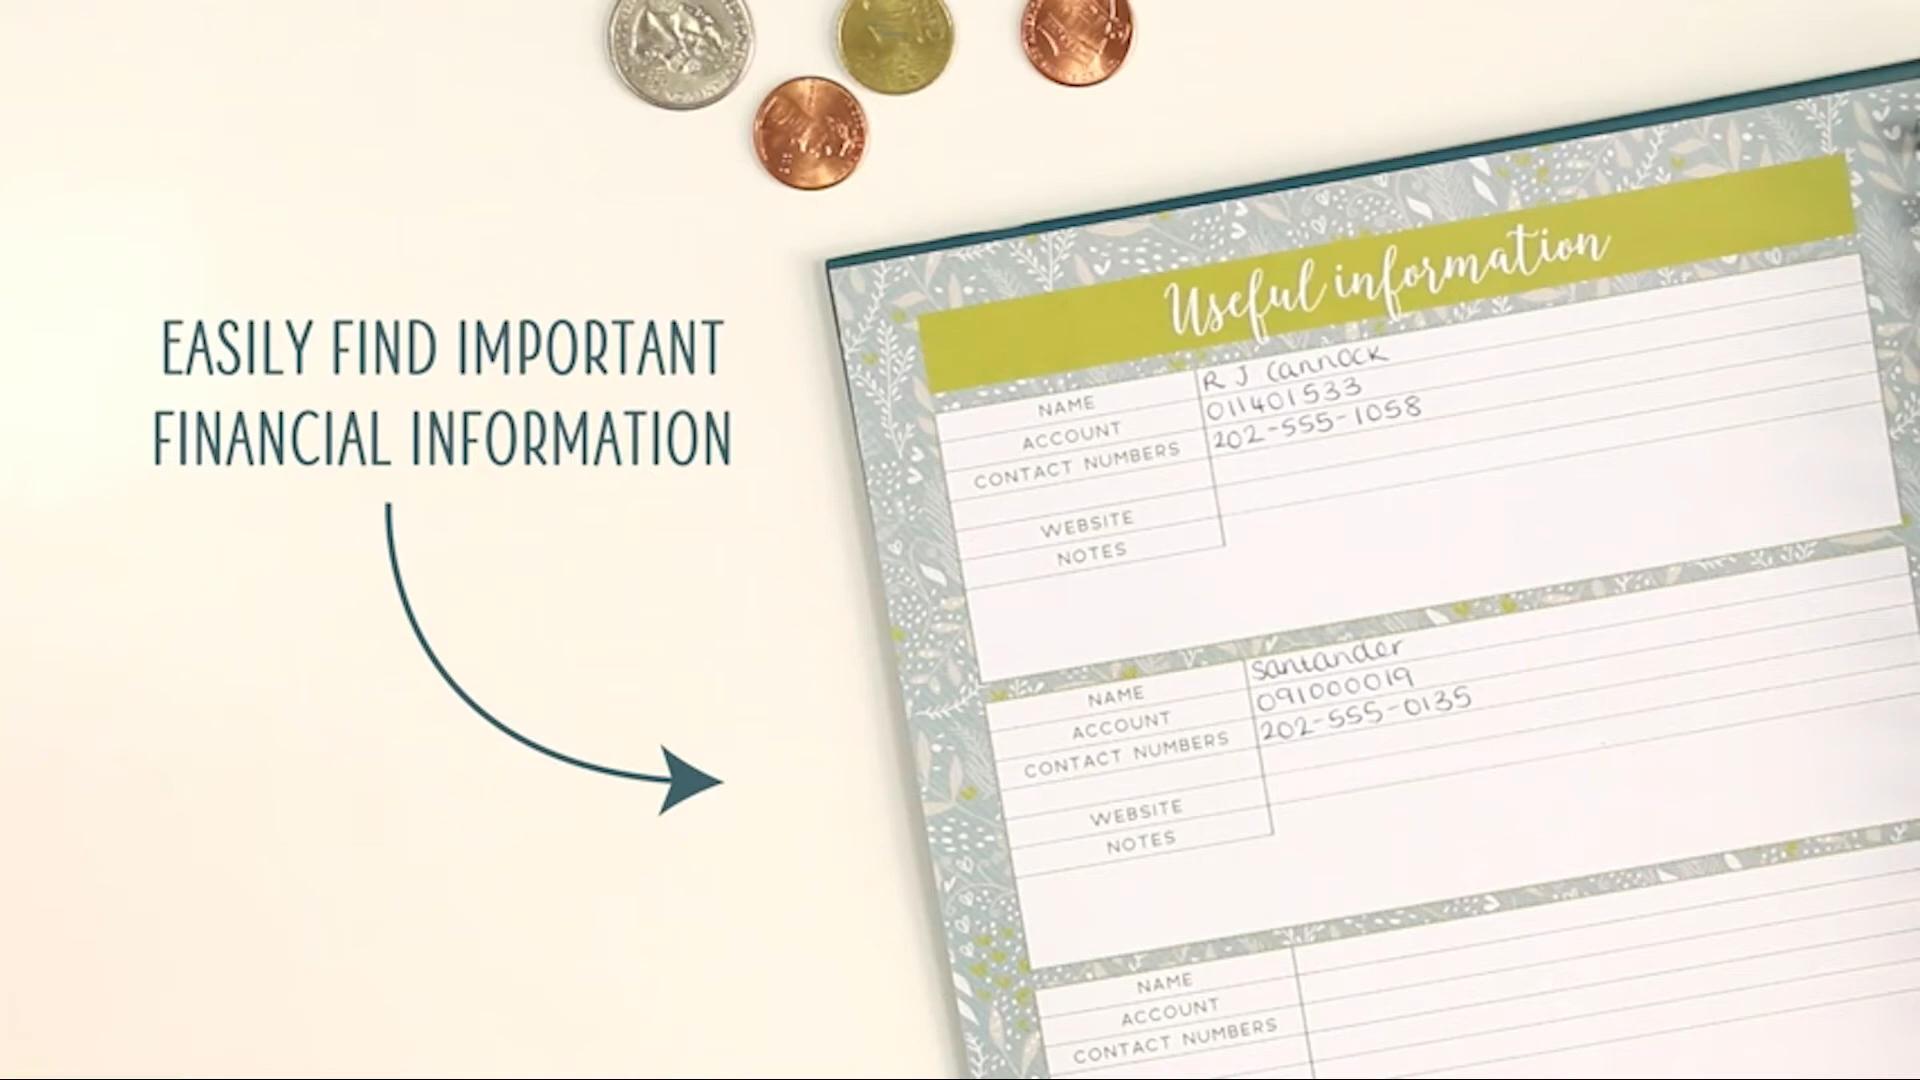 EASILY FIND IMPORTANT
FINANCIAL INFORMATION
Useful information
NAME R J Cannock
ACCOUNT 011401533
CONTACT NUMBERS 202-555-1058
WEBSITE
NOTES
NAME Santander
ACCOUNT 091000019
CONTACT NUMBERS 202-555-0135
WEBSITE
NOTES
NAME
ACCOUNT
CONTACT NUMBERS